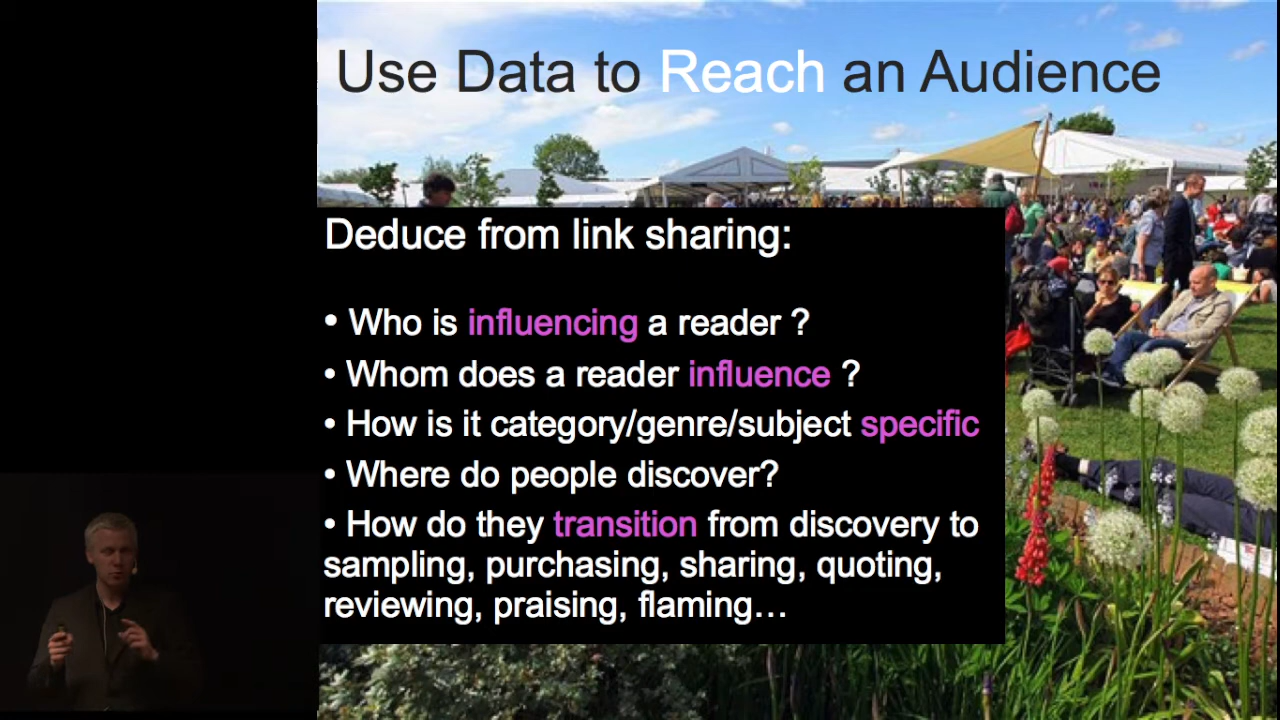 Use Data to Reach an Audience
Deduce from link sharing:
• Who is influencing a reader ?
• Whom does a reader influence ?
• How is it category/genre/subject specific
• Where do people discover?
• How do they transition from discovery to
sampling, purchasing, sharing, quoting,
reviewing, praising, flaming…